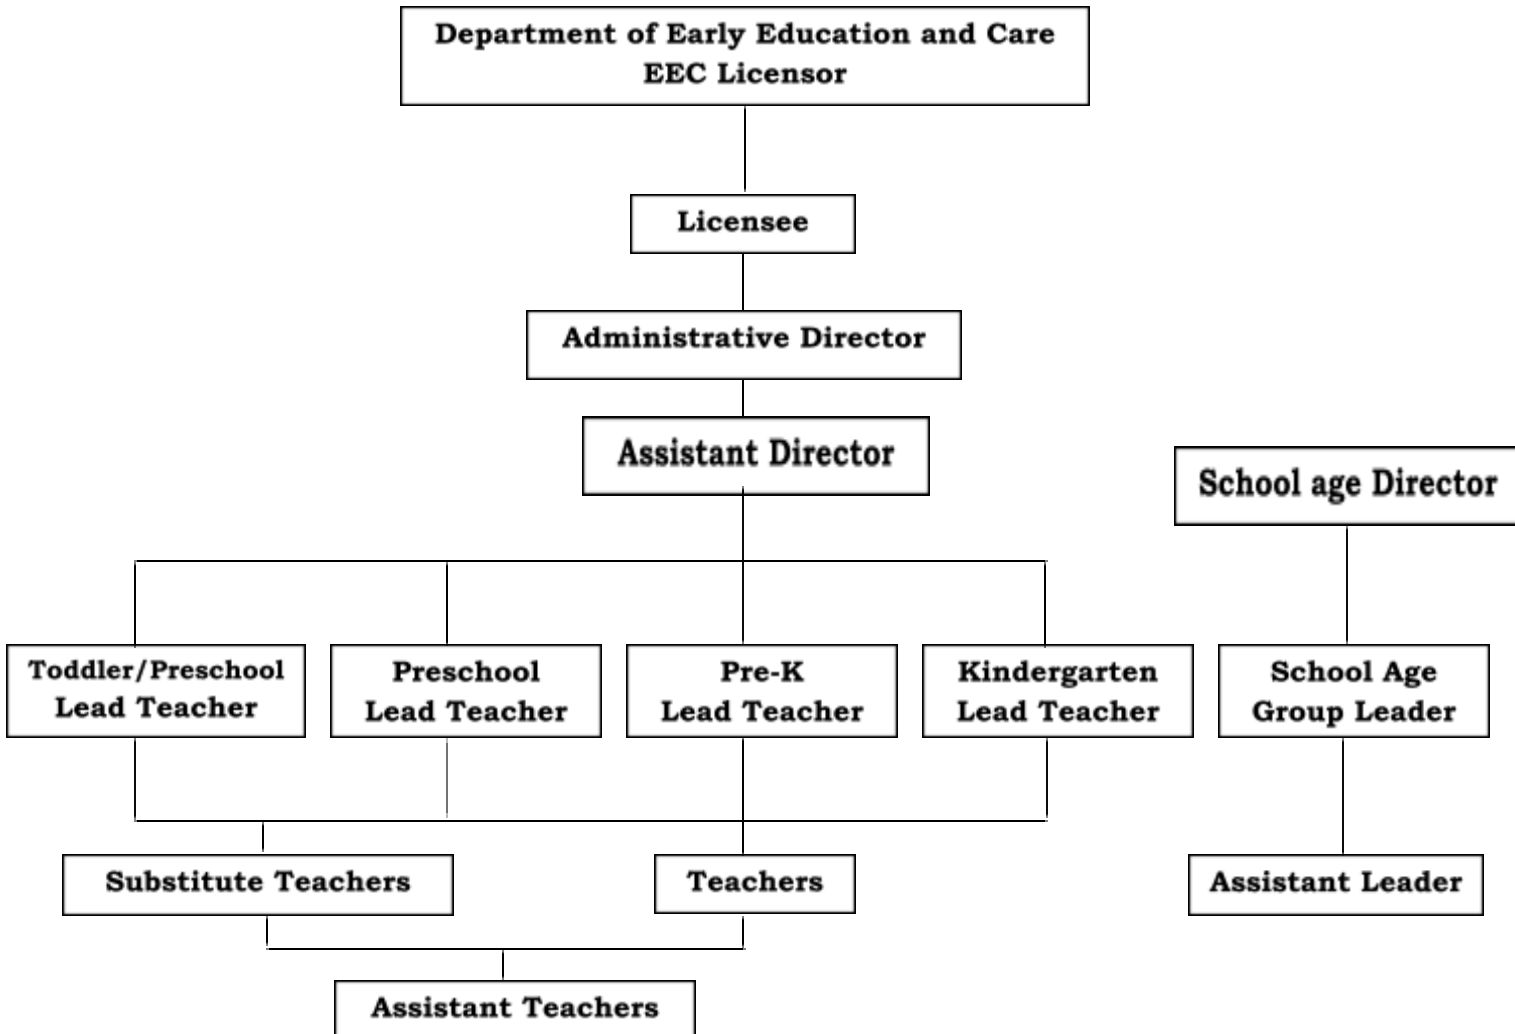 Department of Early Education and Care
EEC Licensor
Licensee
Administrative Director
Assistant Director
School age Director
Toddler/Preschool
Lead Teacher
Preschool
Lead Teacher
Pre-K
Lead Teacher
Kindergarten
Lead Teacher
School Age
Group Leader
Substitute Teachers
Teachers
Assistant Leader
Assistant Teachers